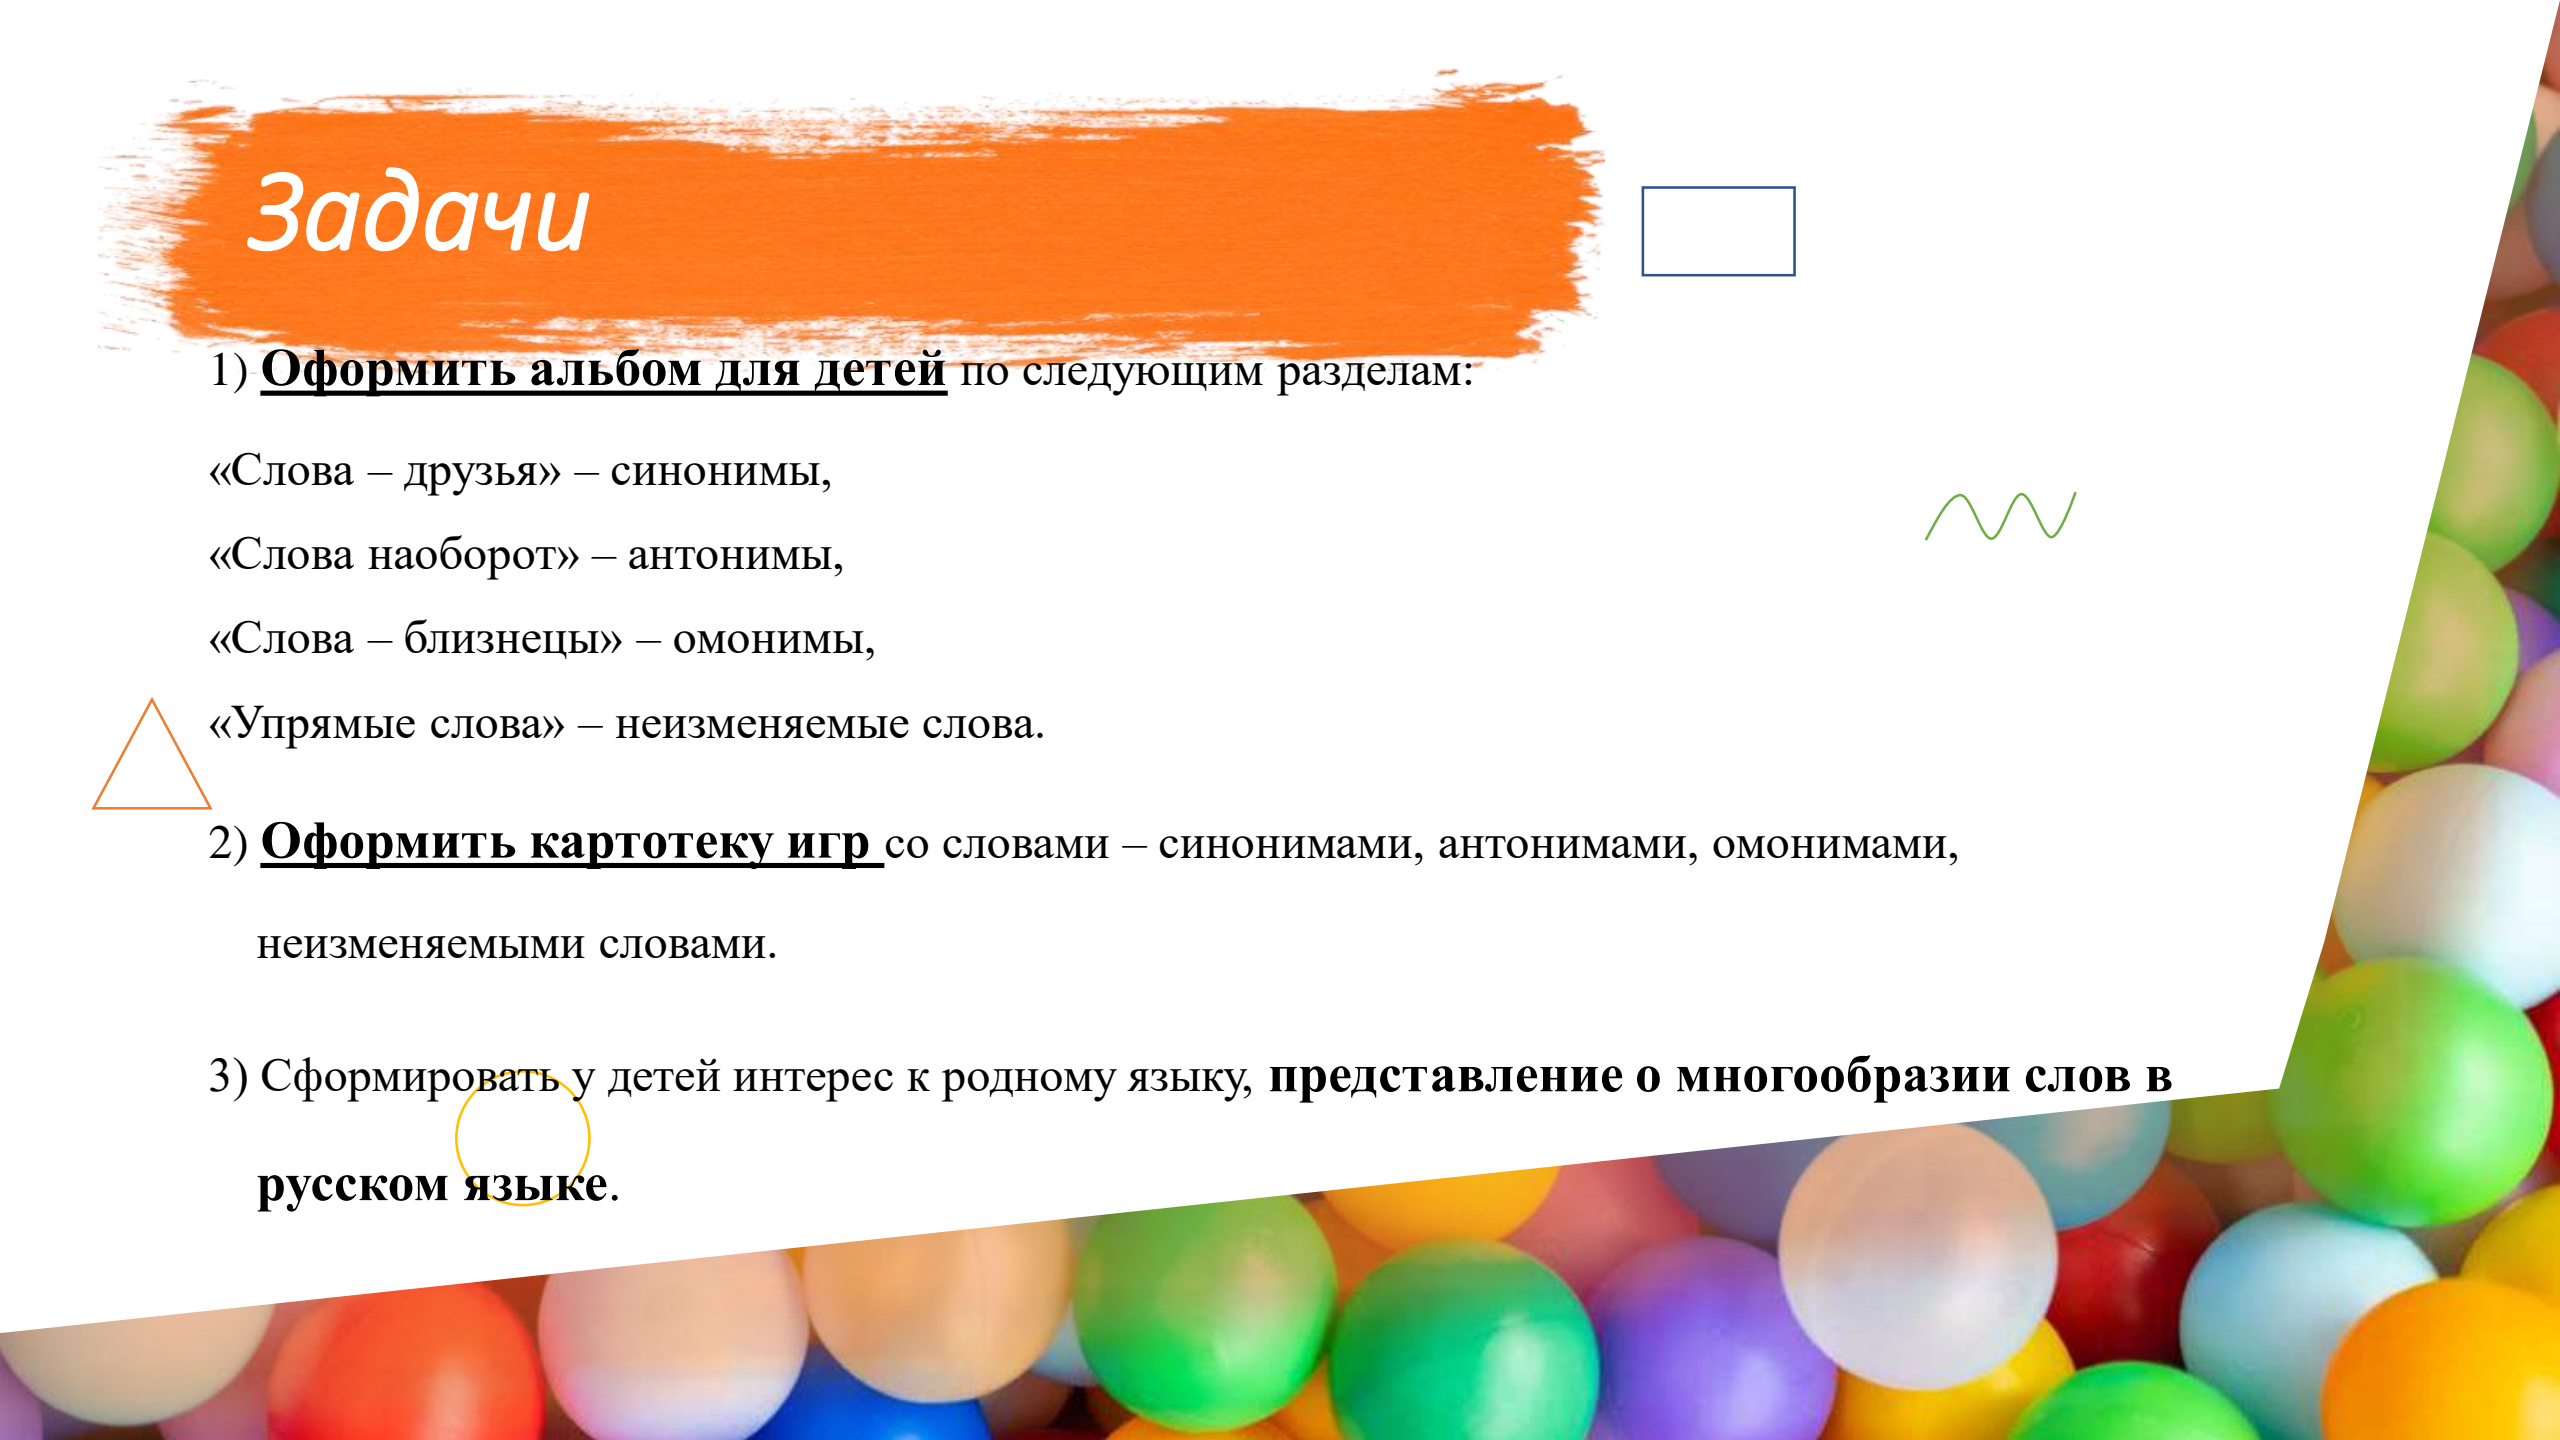 Задачи
1) Оформить альбом для детей по следующим разделам:
«Слова – друзья» – синонимы,
«Слова наоборот» – антонимы,
«Слова – близнецы» – омонимы,
«Упрямые слова» – неизменяемые слова.
2) Оформить картотеку игр со словами – синонимами, антонимами, омонимами,
неизменяемыми словами.
3) Сформировать у детей интерес к родному языку, представление о многообразии слов в
русском языке.